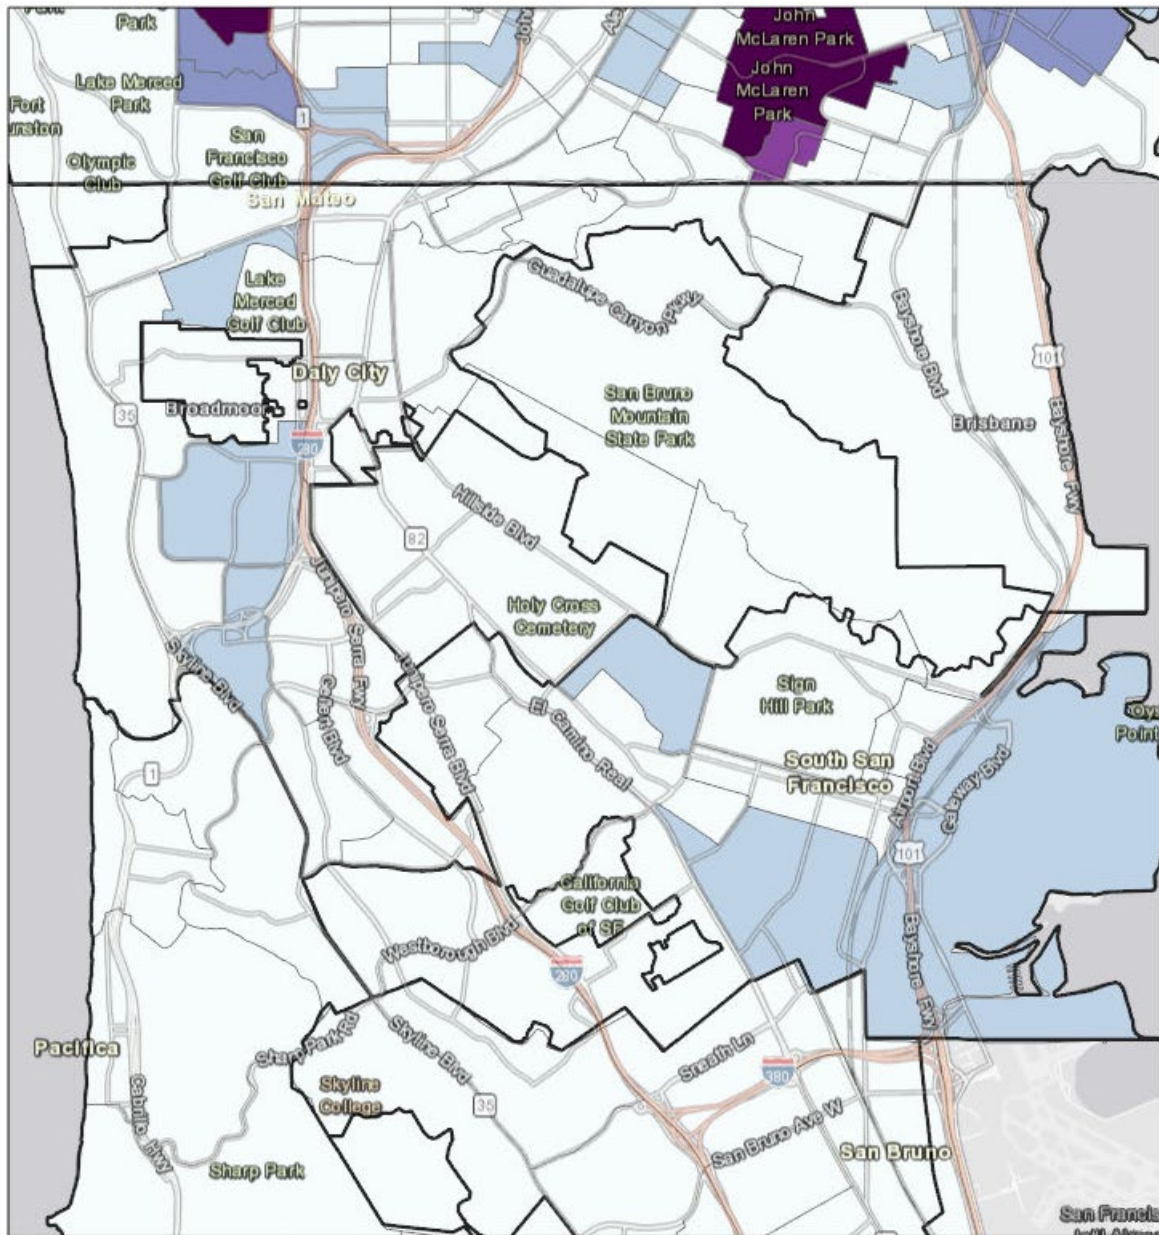 Park
John
McLaren Park
Lake Merced
Park
John
McLaren
Park
Fort
1
San
Francisco
Golf Club
Olympic
Club
San Mateo
Lake
Merced
Golf Club
Guadalupe
Canyon Pkwy
Bayshore Blvd
101
Bayshore Fwy
Daly City
San Bruno
Mountain
State Park
35
Broadmoor
Brisbane
280
Hillside Blvd
82
Junipero Serra Fwy
Holy Cross
Cemetery
Skyline Blvd
Junipero Serra Blvd
Gellert Blvd
Sign
Hill Park
El Camino Real
Oys
Point
1
South San
Francisco
Airport Blvd
Gateway Blvd
101
California
Golf Club
of SF
Westborough Blvd
280
Bayshore Fwy
Pacifica
Sharp Park Rd
Skyline Blvd
Sneath Ln
380
Skyline
College
Cabrillo Hwy
35
San Bruno Ave W
San Bruno
Sharp Park
San Francis